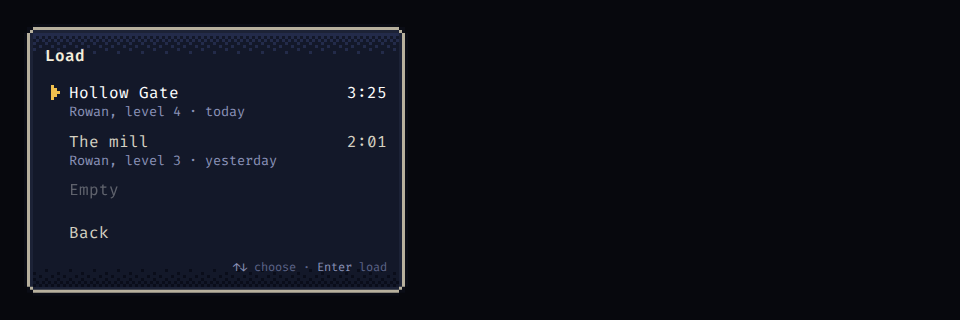 Load
Hollow Gate 3:25
Rowan, level 4 · today
The mill 2:01
Rowan, level 3 · yesterday
Empty
Back
↑↓ choose · Enter load